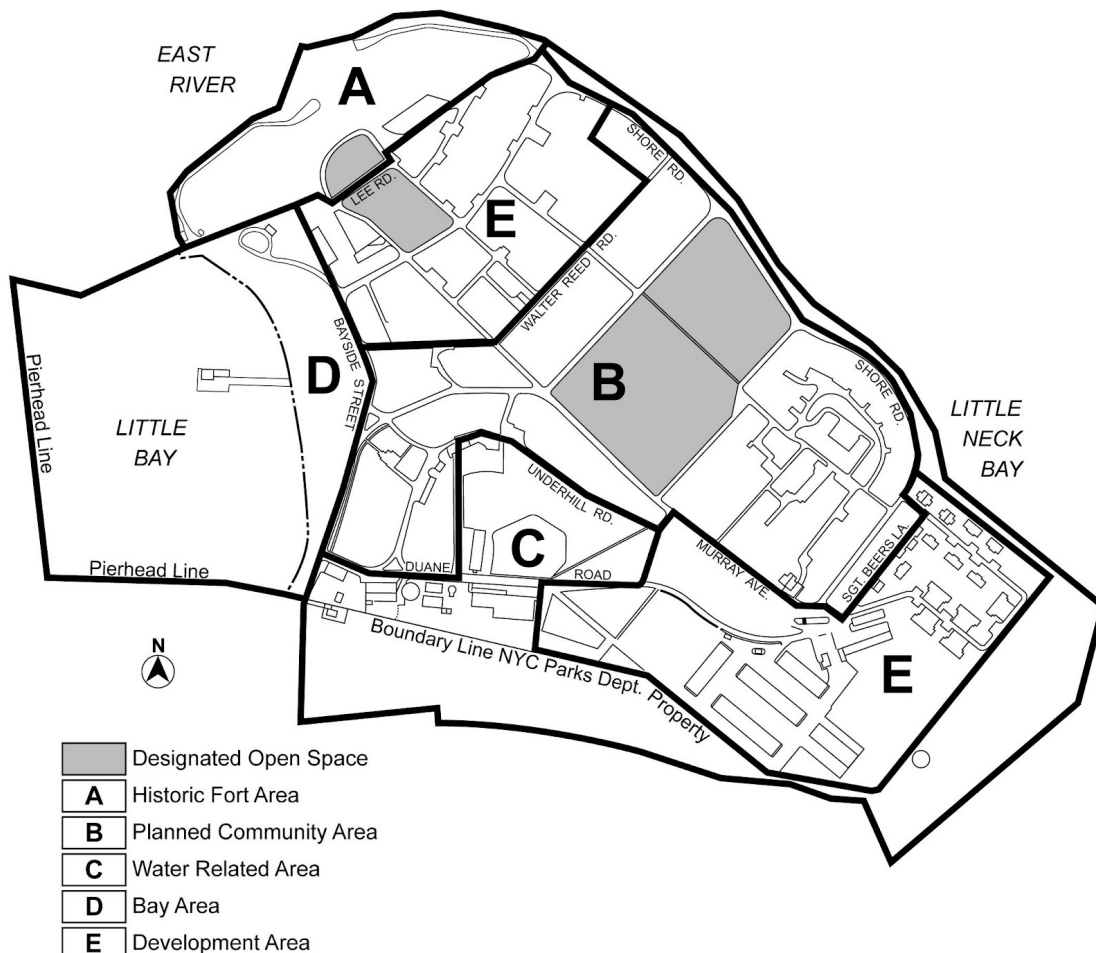 EAST
RIVER
A
SHORE RD.
LEE RD.
E
WALTER REED RD.
BAYSIDE STREET
D
B
SHORE RD.
Pierhead Line
LITTLE
BAY
LITTLE
NECK
BAY
UNDERHILL RD.
C
MURRAY AVE.
SGT. BEERS LA.
DUANE ROAD
Pierhead Line
Boundary Line NYC Parks Dept. Property
E
N
Designated Open Space
A Historic Fort Area
B Planned Community Area
C Water Related Area
D Bay Area
E Development Area